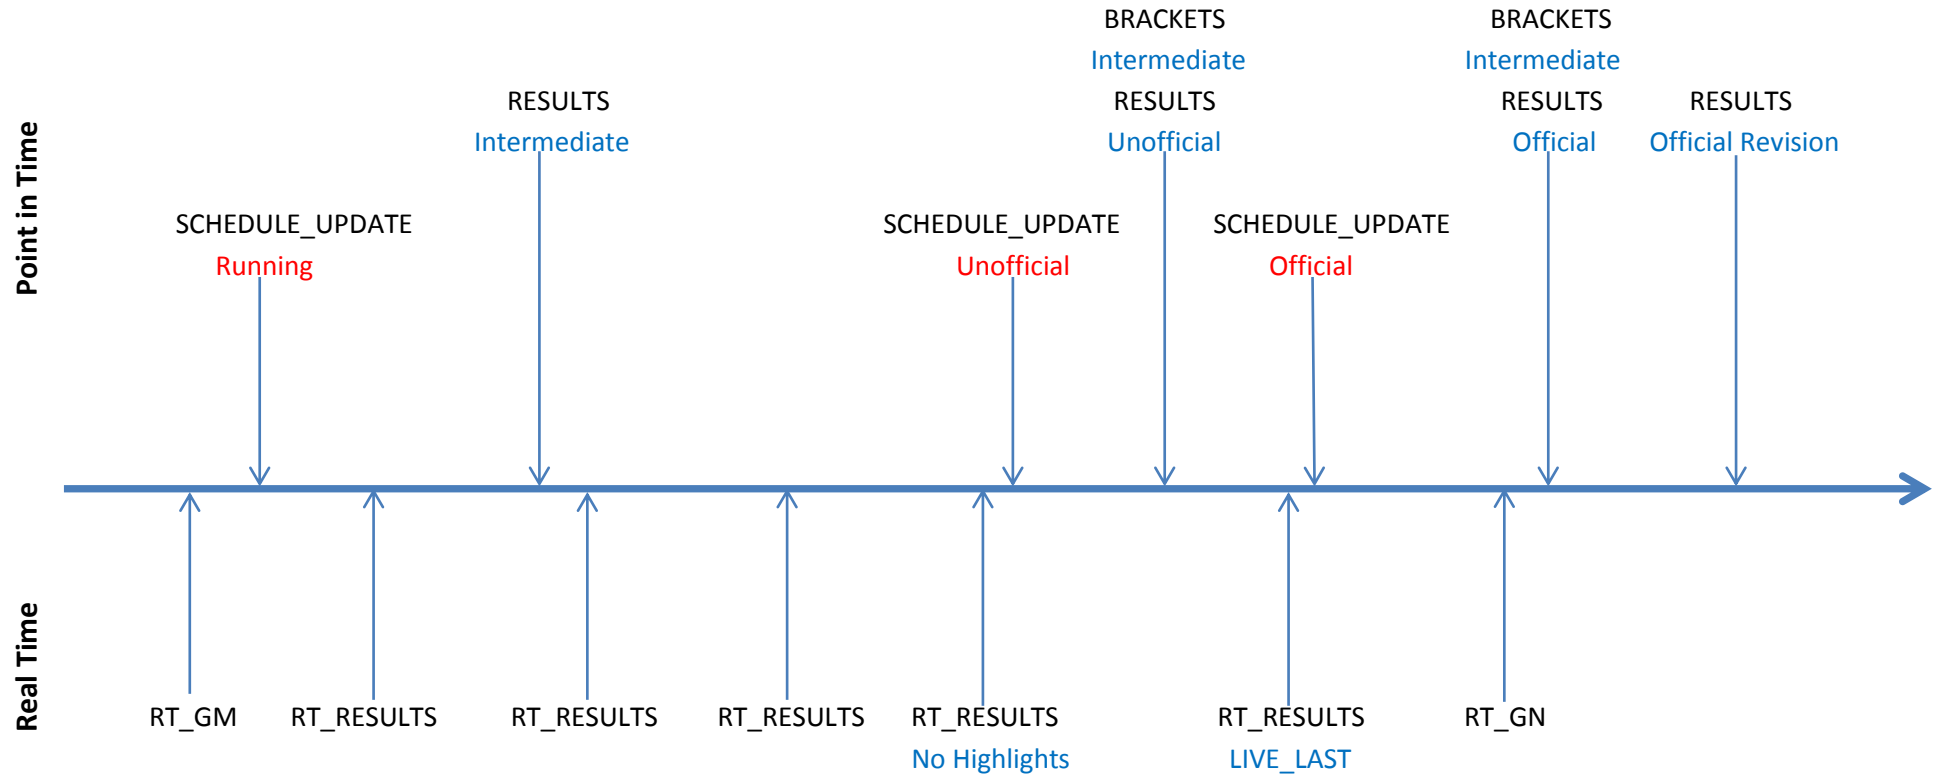 BRACKETS
Intermediate
RESULTS
Unofficial
BRACKETS
Intermediate
RESULTS
Official
RESULTS
Official Revision
RESULTS
Intermediate
Point in Time
SCHEDULE_UPDATE
Running
SCHEDULE_UPDATE
Unofficial
SCHEDULE_UPDATE
Official
Real Time
RT_GM
RT_RESULTS
RT_RESULTS
RT_RESULTS
RT_RESULTS
No Highlights
RT_RESULTS
LIVE_LAST
RT_GN